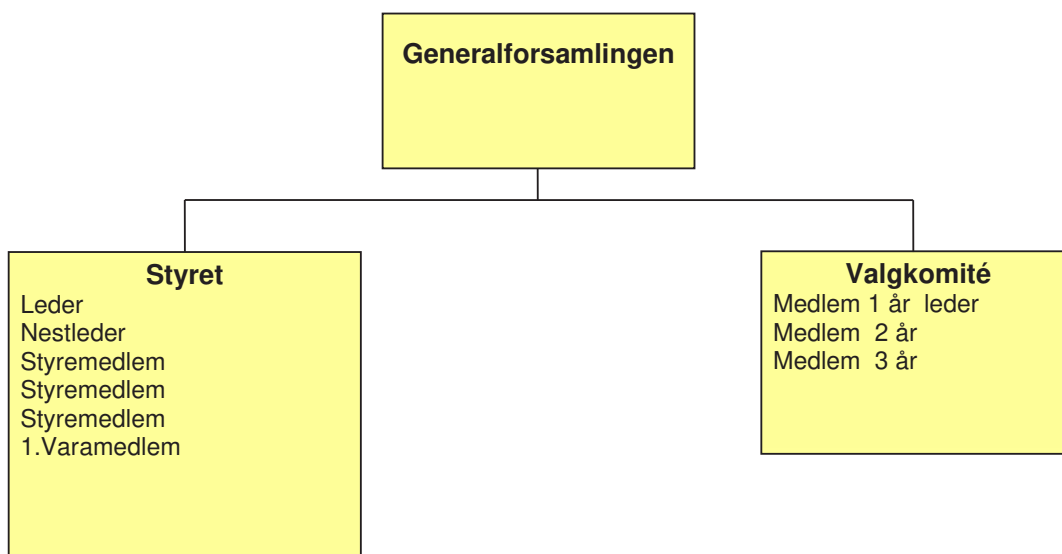 Generalforsamlingen
Styret
Leder
Nestleder
Styremedlem
Styremedlem
Styremedlem
1.Varamedlem
Valgkomité
Medlem 1 år  leder
Medlem  2 år
Medlem  3 år